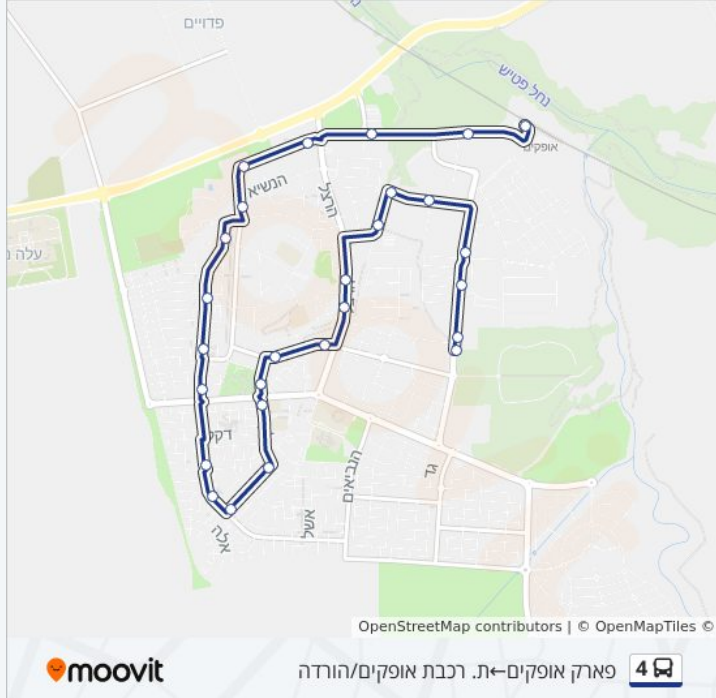 פדויים
נחל פטיש
אופקים
הנשיא
הרצל
דקל
הנביאים
גד
אשל
אלה
OpenStreetMap contributors | © OpenMapTiles ©
4 פארק אופקים←ת. רכבת אופקים/הורדה
moovit